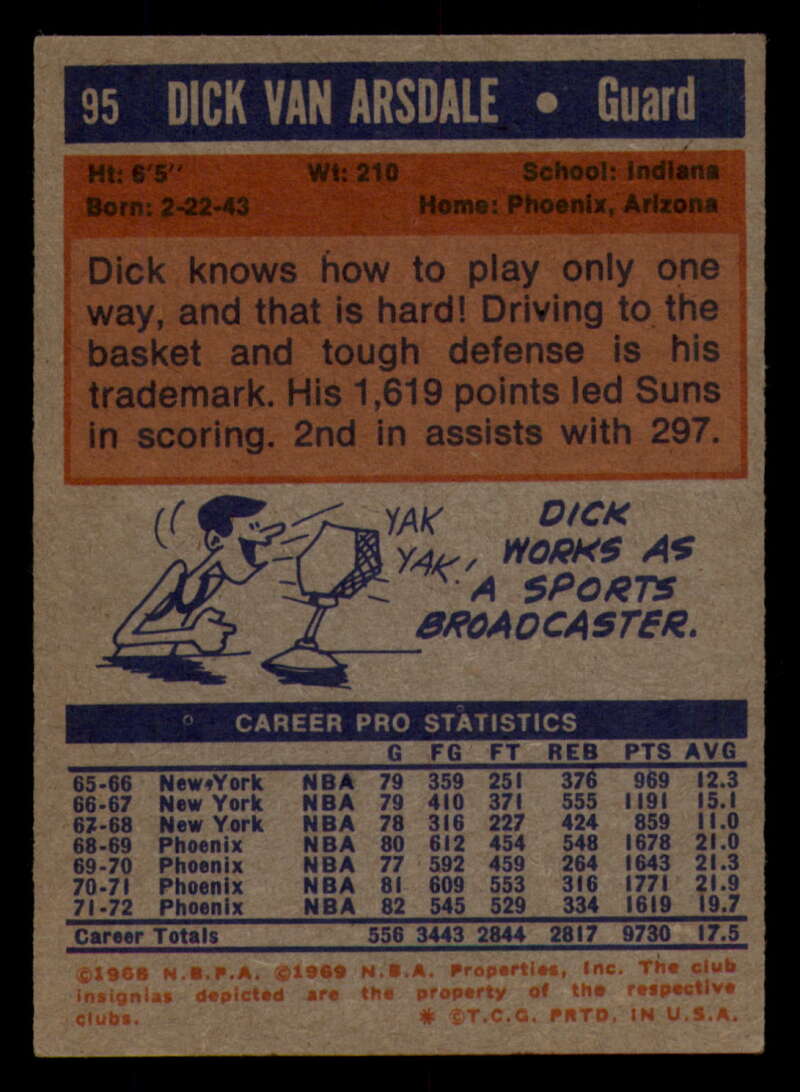 95 DICK VAN ARSDALE • Guard
Ht: 6'5" Wt: 210 School: Indiana
Born: 2-22-43 Home: Phoenix, Arizona
Dick knows how to play only one
way, and that is hard! Driving to the
basket and tough defense is his
trademark. His 1,619 points led Suns
in scoring. 2nd in assists with 297.
YAK
YAK!
DICK
WORKS AS
A SPORTS
BROADCASTER.
CAREER PRO STATISTICS
G FG FT REB PTS AVG
65-66 New York NBA 79 359 251 376 969 12.3
66-67 New York NBA 79 410 371 555 1191 15.1
67-68 New York NBA 78 316 227 424 859 11.0
68-69 Phoenix NBA 80 612 454 548 1678 21.0
69-70 Phoenix NBA 77 592 459 264 1643 21.3
70-71 Phoenix NBA 81 609 553 316 1771 21.9
71-72 Phoenix NBA 82 545 529 334 1619 19.7
Career Totals 556 3443 2844 2817 9730 17.5
©1968 N.B.P.A. ©1969 N.B.A. Properties, Inc. The club
insignias depicted are the property of the respective
clubs. * ©T.C.G. PRTD. IN U.S.A.